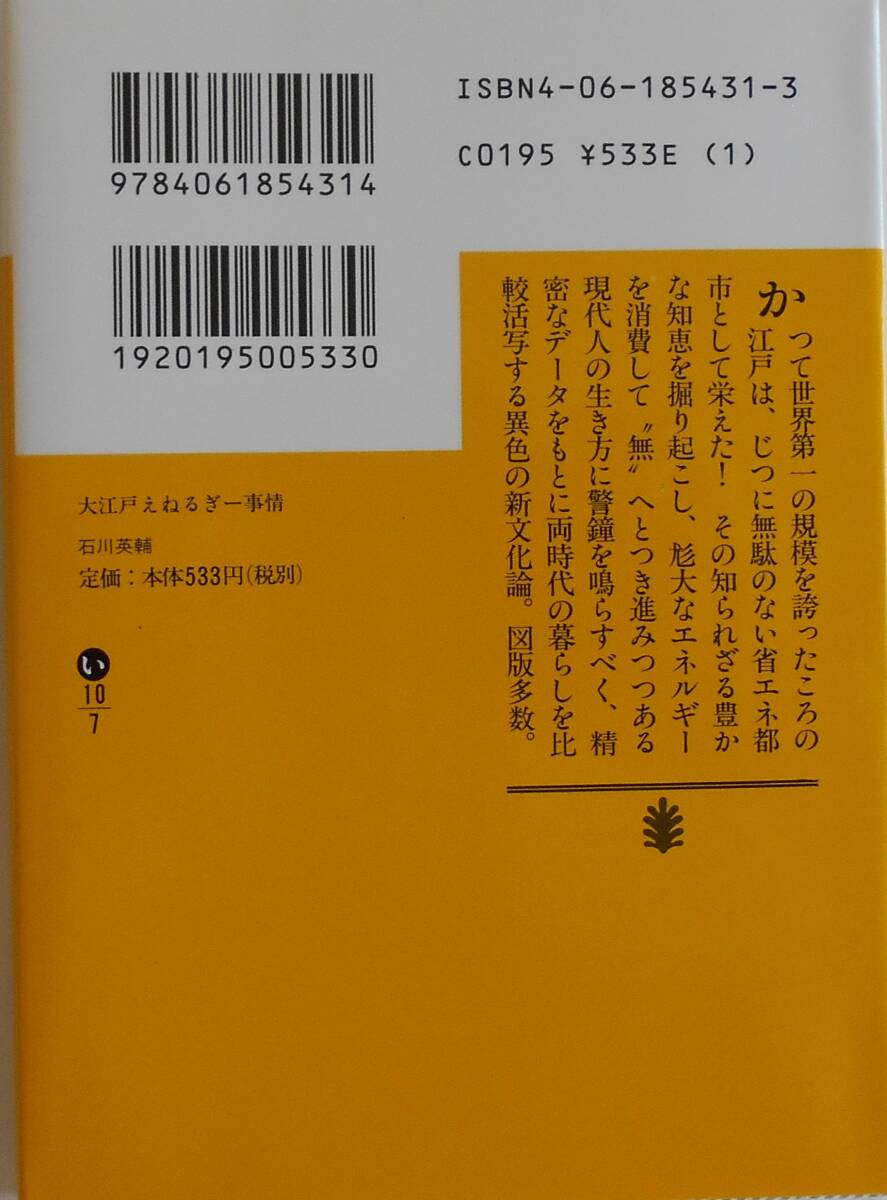 9784061854314
ISBN4-06-185431-3
C0195 ¥533E (1)
1920195005330
かつて世界第一の規模を誇ったころの
江戸は、じつに無駄のない省エネ都
市として栄えた! その知られざる豊か
な知恵を掘り起こし、尨大なエネルギー
を消費して〝無〟へとつき進みつつある
現代人の生き方に警鐘を鳴らすべく、精
密なデータをもとに両時代の暮らしを比
較活写する異色の新文化論。 図版多数。
大江戸えねるぎー事情
石川英輔
定価:本体533円(税別)
い
10
7